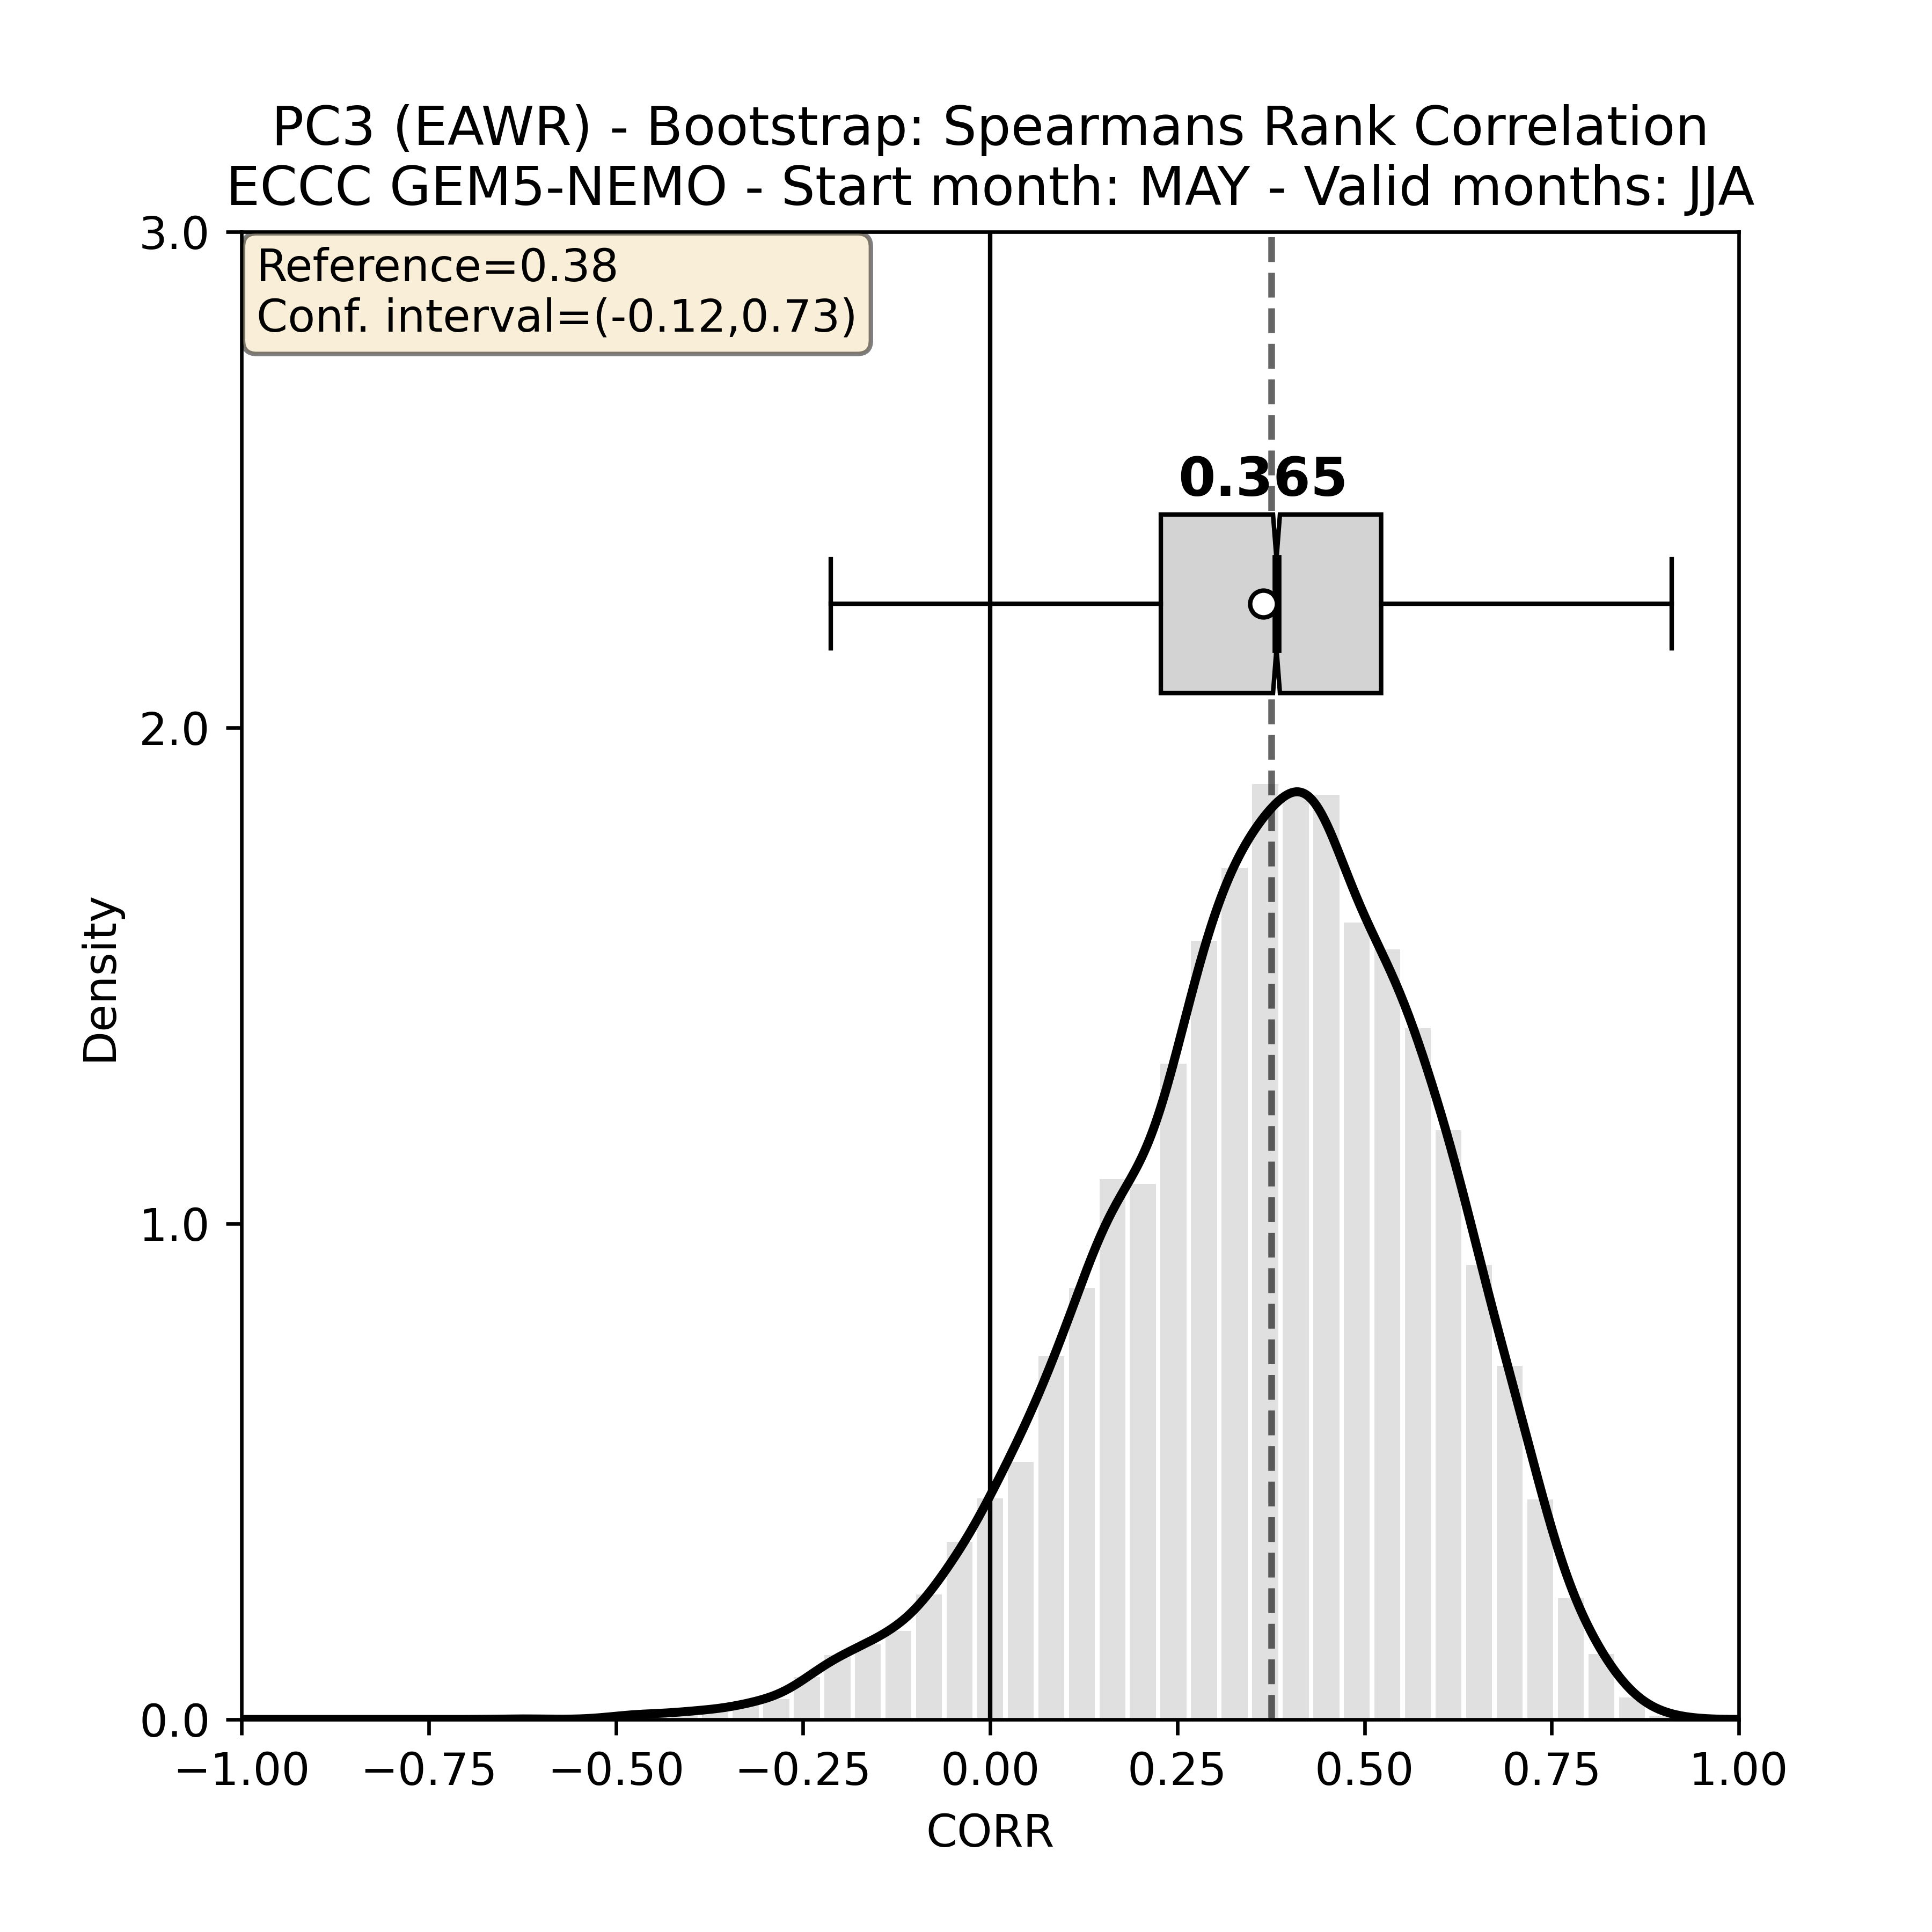 PC3 (EAWR) - Bootstrap: Spearmans Rank Correlation
ECCC GEM5-NEMO - Start month: MAY - Valid months: JJA
3.0
Reference=0.38
Conf. interval=(-0.12,0.73)
0.365
2.0
Density
1.0
0.0
−1.00 −0.75 −0.50 −0.25 0.00 0.25 0.50 0.75 1.00
CORR